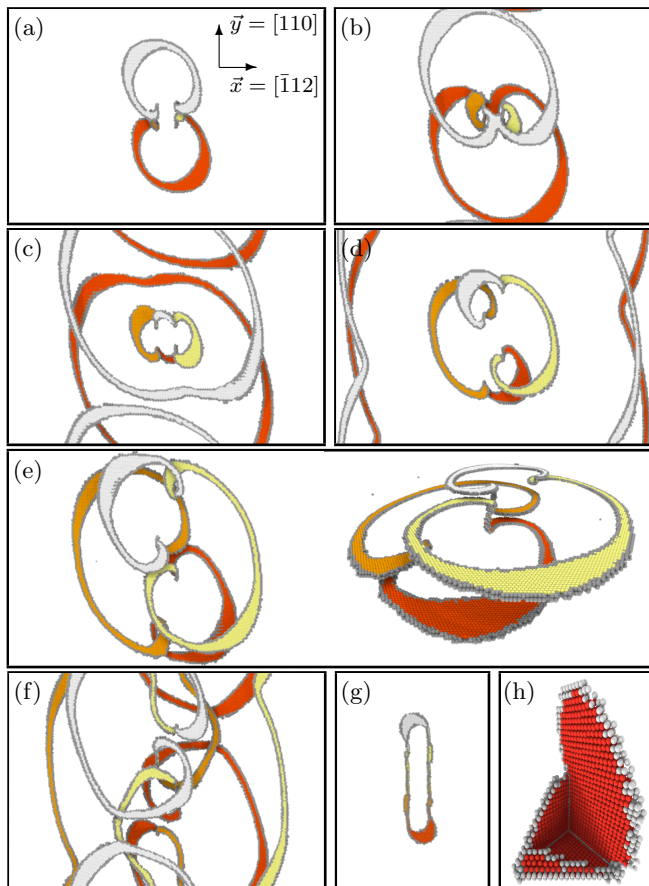 (a)
y⃗ = [110]
x⃗ = [1̄12]
(b)
(c)
(d)
(e)
(f)
(g)
(h)